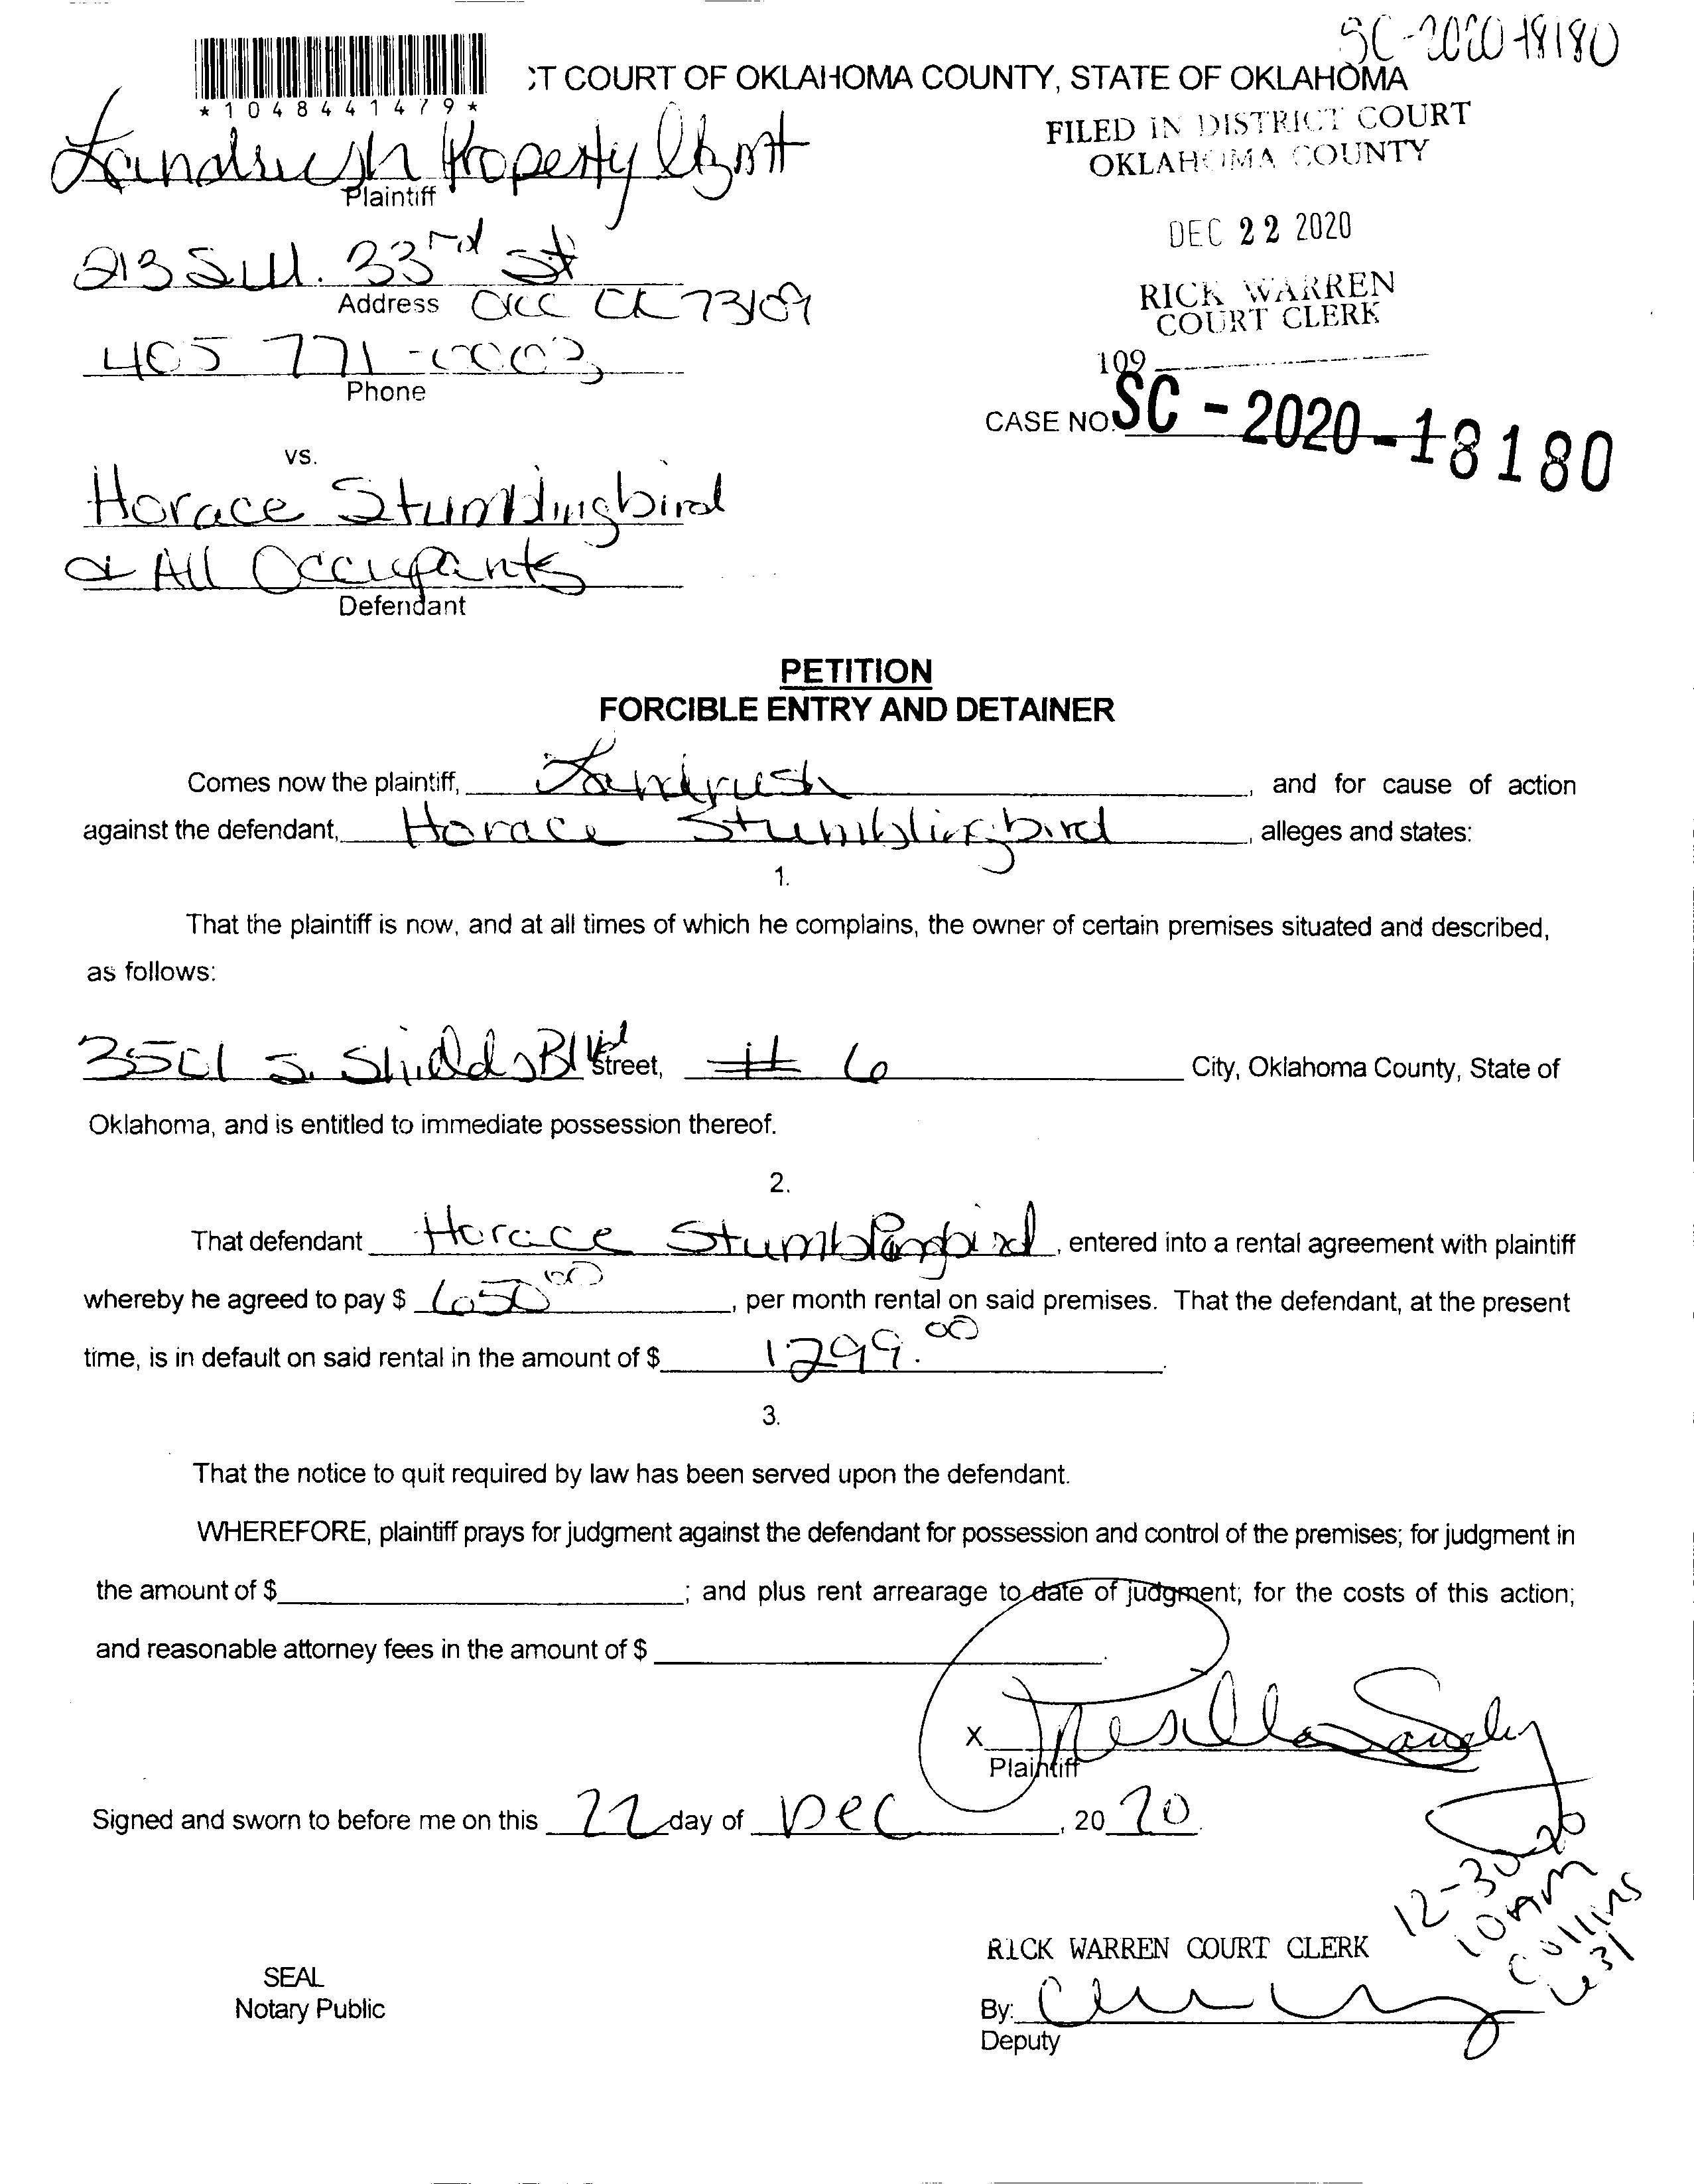 SC-2020-18180
*1048441479*
CT COURT OF OKLAHOMA COUNTY, STATE OF OKLAHOMA
FILED IN DISTRICT COURT
OKLAHOMA COUNTY
Landrush Property Mgmt
Plaintiff
DEC 22 2020
213 S.W. 33rd St
Address OKC OK 73109
RICK WARREN
COURT CLERK
405 771-0003
Phone
109
CASE NO. SC-2020-18180
vs.
Horace Stumblingbird
& All Occupants
Defendant
PETITION
FORCIBLE ENTRY AND DETAINER
Comes now the plaintiff, Landrush, and for cause of action
against the defendant, Horace Stumblingbird, alleges and states:
1.
That the plaintiff is now, and at all times of which he complains, the owner of certain premises situated and described,
as follows:
3501 S. Shields Blvd Street, # 6 City, Oklahoma County, State of
Oklahoma, and is entitled to immediate possession thereof.
2.
That defendant Horace Stumblingbird, entered into a rental agreement with plaintiff
whereby he agreed to pay $ 650.00, per month rental on said premises. That the defendant, at the present
time, is in default on said rental in the amount of $ 1299.00.
3.
That the notice to quit required by law has been served upon the defendant.
WHEREFORE, plaintiff prays for judgment against the defendant for possession and control of the premises; for judgment in
the amount of $ ; and plus rent arrearage to date of judgment; for the costs of this action;
and reasonable attorney fees in the amount of $ .
X
Plaintiff
Signed and sworn to before me on this 22 day of Dec, 20 20.
12-30-20
10 AM
Collins
RICK WARREN COURT CLERK
SEAL
Notary Public
By:
Deputy